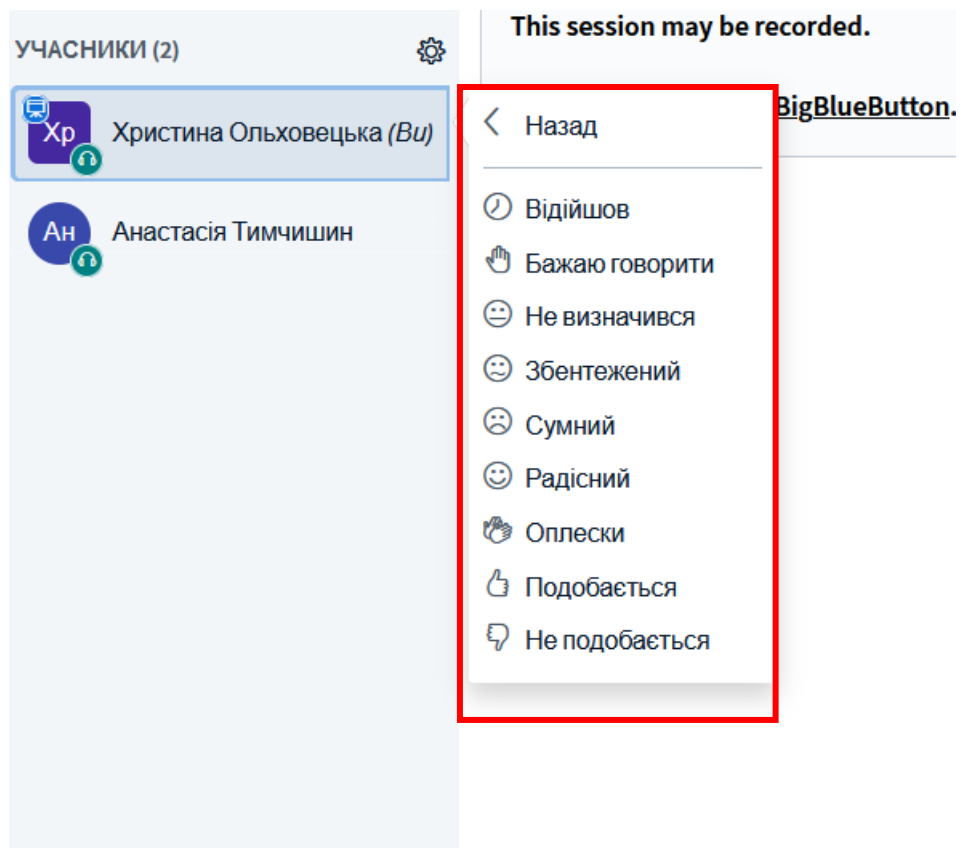 УЧАСНИКИ (2)
Хр
Христина Ольховецька (Ви)
Ан
Анастасія Тимчишин
This session may be recorded.
BigBlueButton.
Назад
Відійшов
Бажаю говорити
Не визначився
Збентежений
Сумний
Радісний
Оплески
Подобається
Не подобається